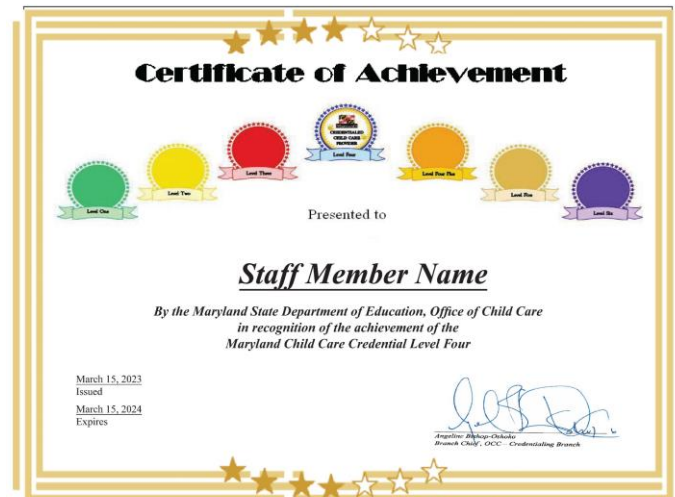 Certificate of Achievement
CREDENTIALED
CHILD CARE
PROVIDER
Level Four
Level Three
Level Four Plus
Level Two
Level Five
Level One
Level Six
Presented to
Staff Member Name
By the Maryland State Department of Education, Office of Child Care
in recognition of the achievement of the
Maryland Child Care Credential Level Four
March 15, 2023
Issued
March 15, 2024
Expires
Angeline Bishop-Oshoko
Branch Chief, OCC – Credentialing Branch